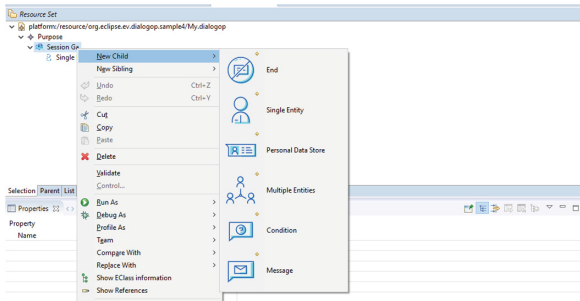 Resource Set
platform:/resource/org.eclipse.ev.dialogop.sample4/My.dialogop
Purpose
Session Ga
Single
New Child
New Sibling
Undo Ctrl+Z
Redo Ctrl+Y
Cut
Copy
Paste
Delete
Validate
Control...
Run As
Debug As
Profile As
Team
Compare With
Replace With
Show EClass information
Show References
End
Single Entity
Personal Data Store
Multiple Entities
Condition
Message
Selection Parent List
Properties
Property
Name